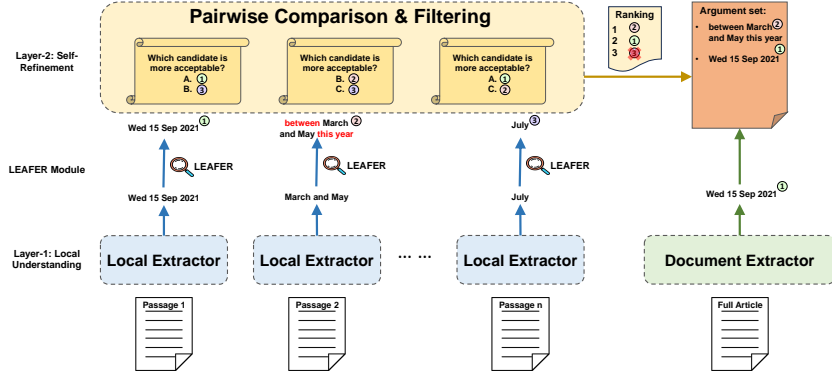 Pairwise Comparison & Filtering
Layer-2: Self-
Refinement
Which candidate is
more acceptable?
A. 1
B. 3
Which candidate is
more acceptable?
B. 2
C. 3
Which candidate is
more acceptable?
A. 1
C. 2
Ranking
1 2
2 1
3 3
Argument set:
• between March 2
and May this year
• Wed 15 Sep 2021 1
Wed 15 Sep 2021 1
between March 2
and May this year
July 3
LEAFER Module
LEAFER
LEAFER
LEAFER
Wed 15 Sep 2021
March and May
July
Wed 15 Sep 2021 1
Layer-1: Local
Understanding
Local Extractor
Local Extractor
... ...
Local Extractor
Document Extractor
Passage 1
Passage 2
Passage n
Full Article